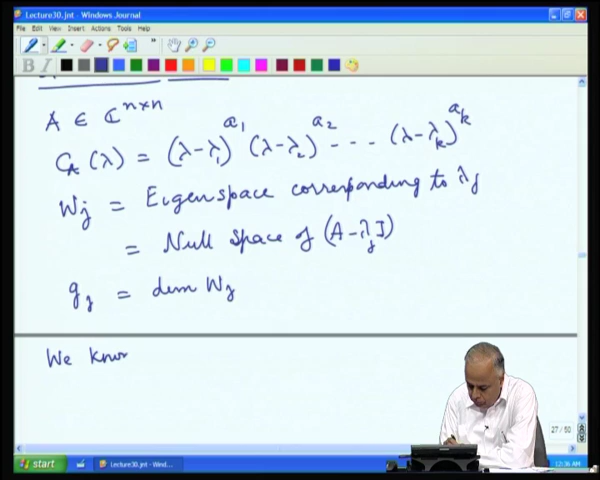 Lecture30.jnt - Windows Journal
File Edit View Insert Actions Tools Help
A ∈ ℂ^{n×n}
C_A (λ) = (λ-λ_1)^{a_1} (λ-λ_2)^{a_2} --- (λ-λ_k)^{a_k}
W_j = Eigenspace corresponding to λ_j
= Null Space of (A-λ_j I)
g_j = dim W_j
We know
27 / 50
start Lecture30.jnt - Wind... 12:36 AM